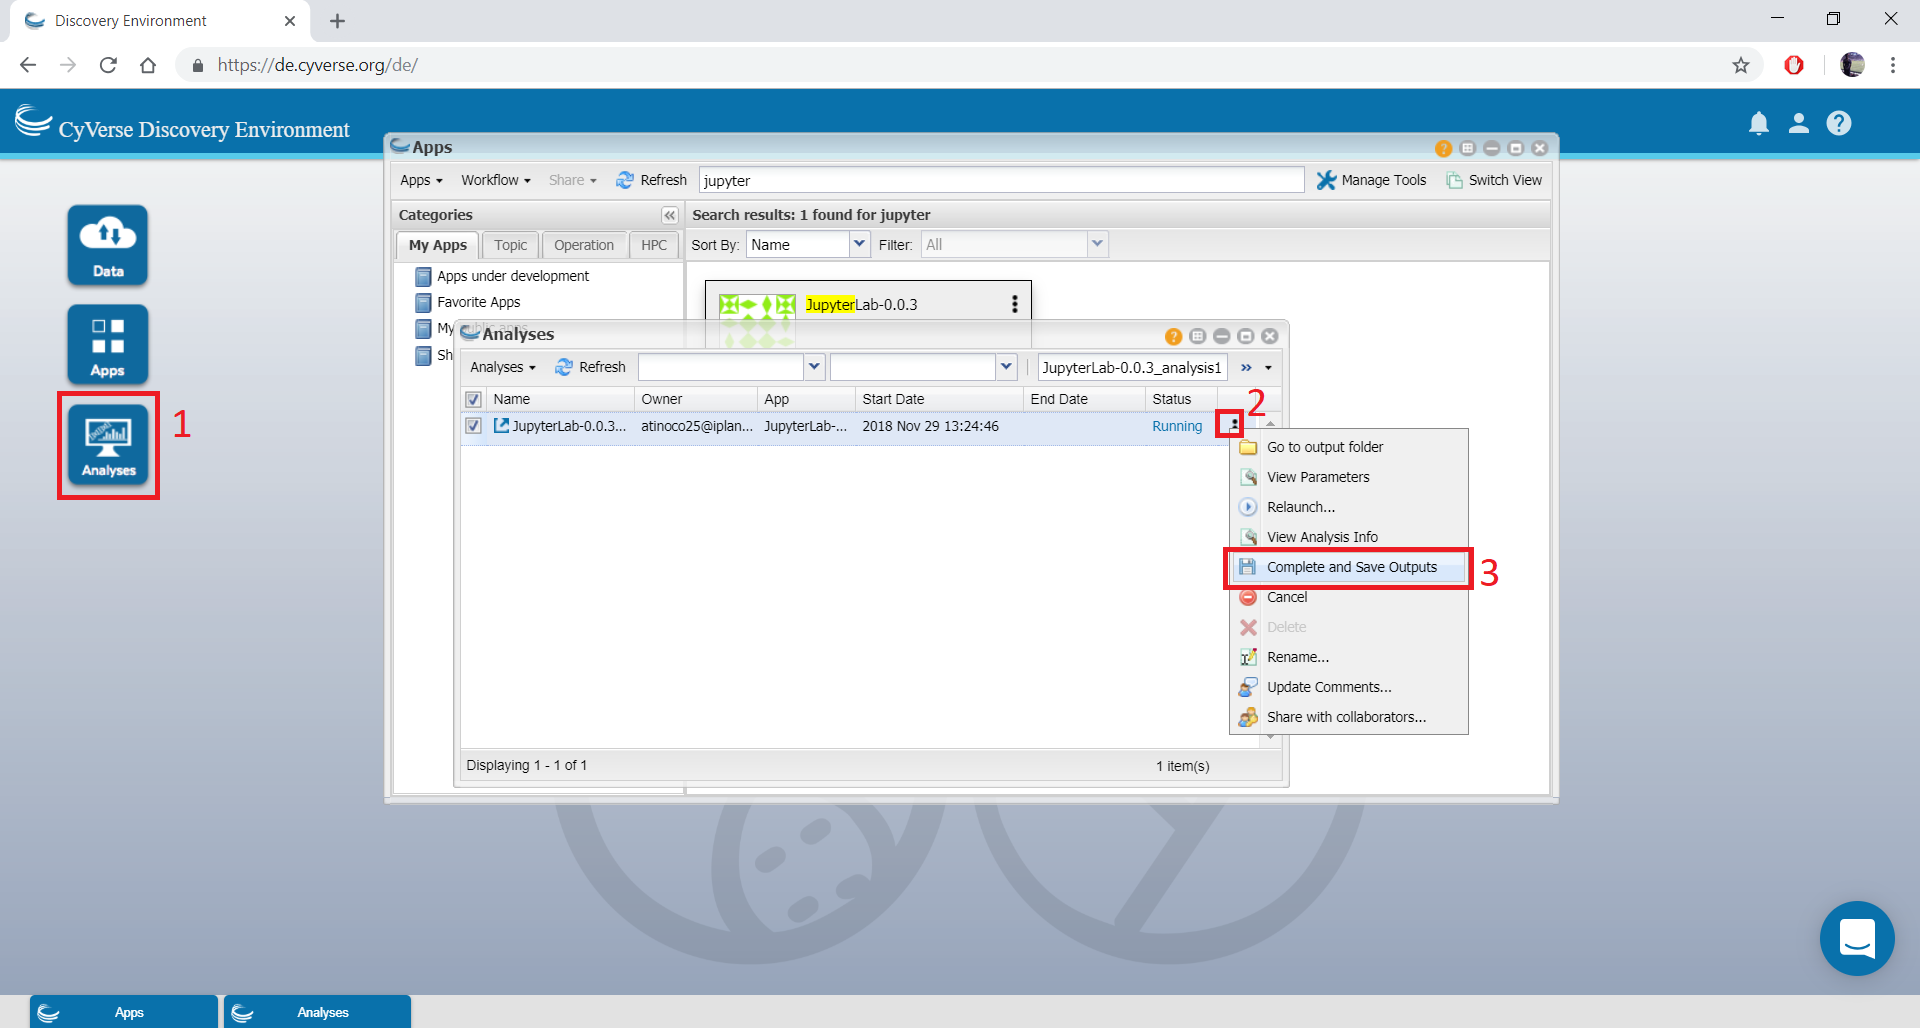 Discovery Environment
https://de.cyverse.org/de/
CyVerse Discovery Environment
Apps
Apps Workflow Share Refresh jupyter Manage Tools Switch View
Categories
Search results: 1 found for jupyter
My Apps Topic Operation HPC
Sort By: Name Filter: All
Apps under development
Favorite Apps
My public apps
Sh
JupyterLab-0.0.3
Data
Apps
Analyses
1
Analyses
Analyses Refresh JupyterLab-0.0.3_analysis1
Name Owner App Start Date End Date Status
2
JupyterLab-0.0.3... atinoco25@iplan... JupyterLab-... 2018 Nov 29 13:24:46 Running
Go to output folder
View Parameters
Relaunch...
View Analysis Info
Complete and Save Outputs
3
Cancel
Delete
Rename...
Update Comments...
Share with collaborators...
Displaying 1 - 1 of 1
1 item(s)
Apps
Analyses